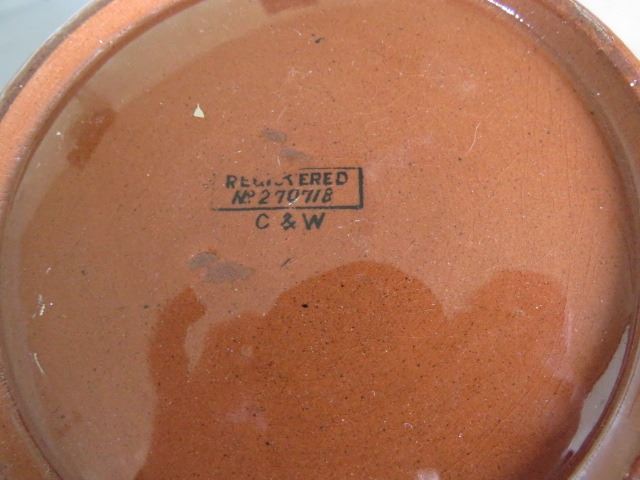 REGISTERED
No 270718
C & W